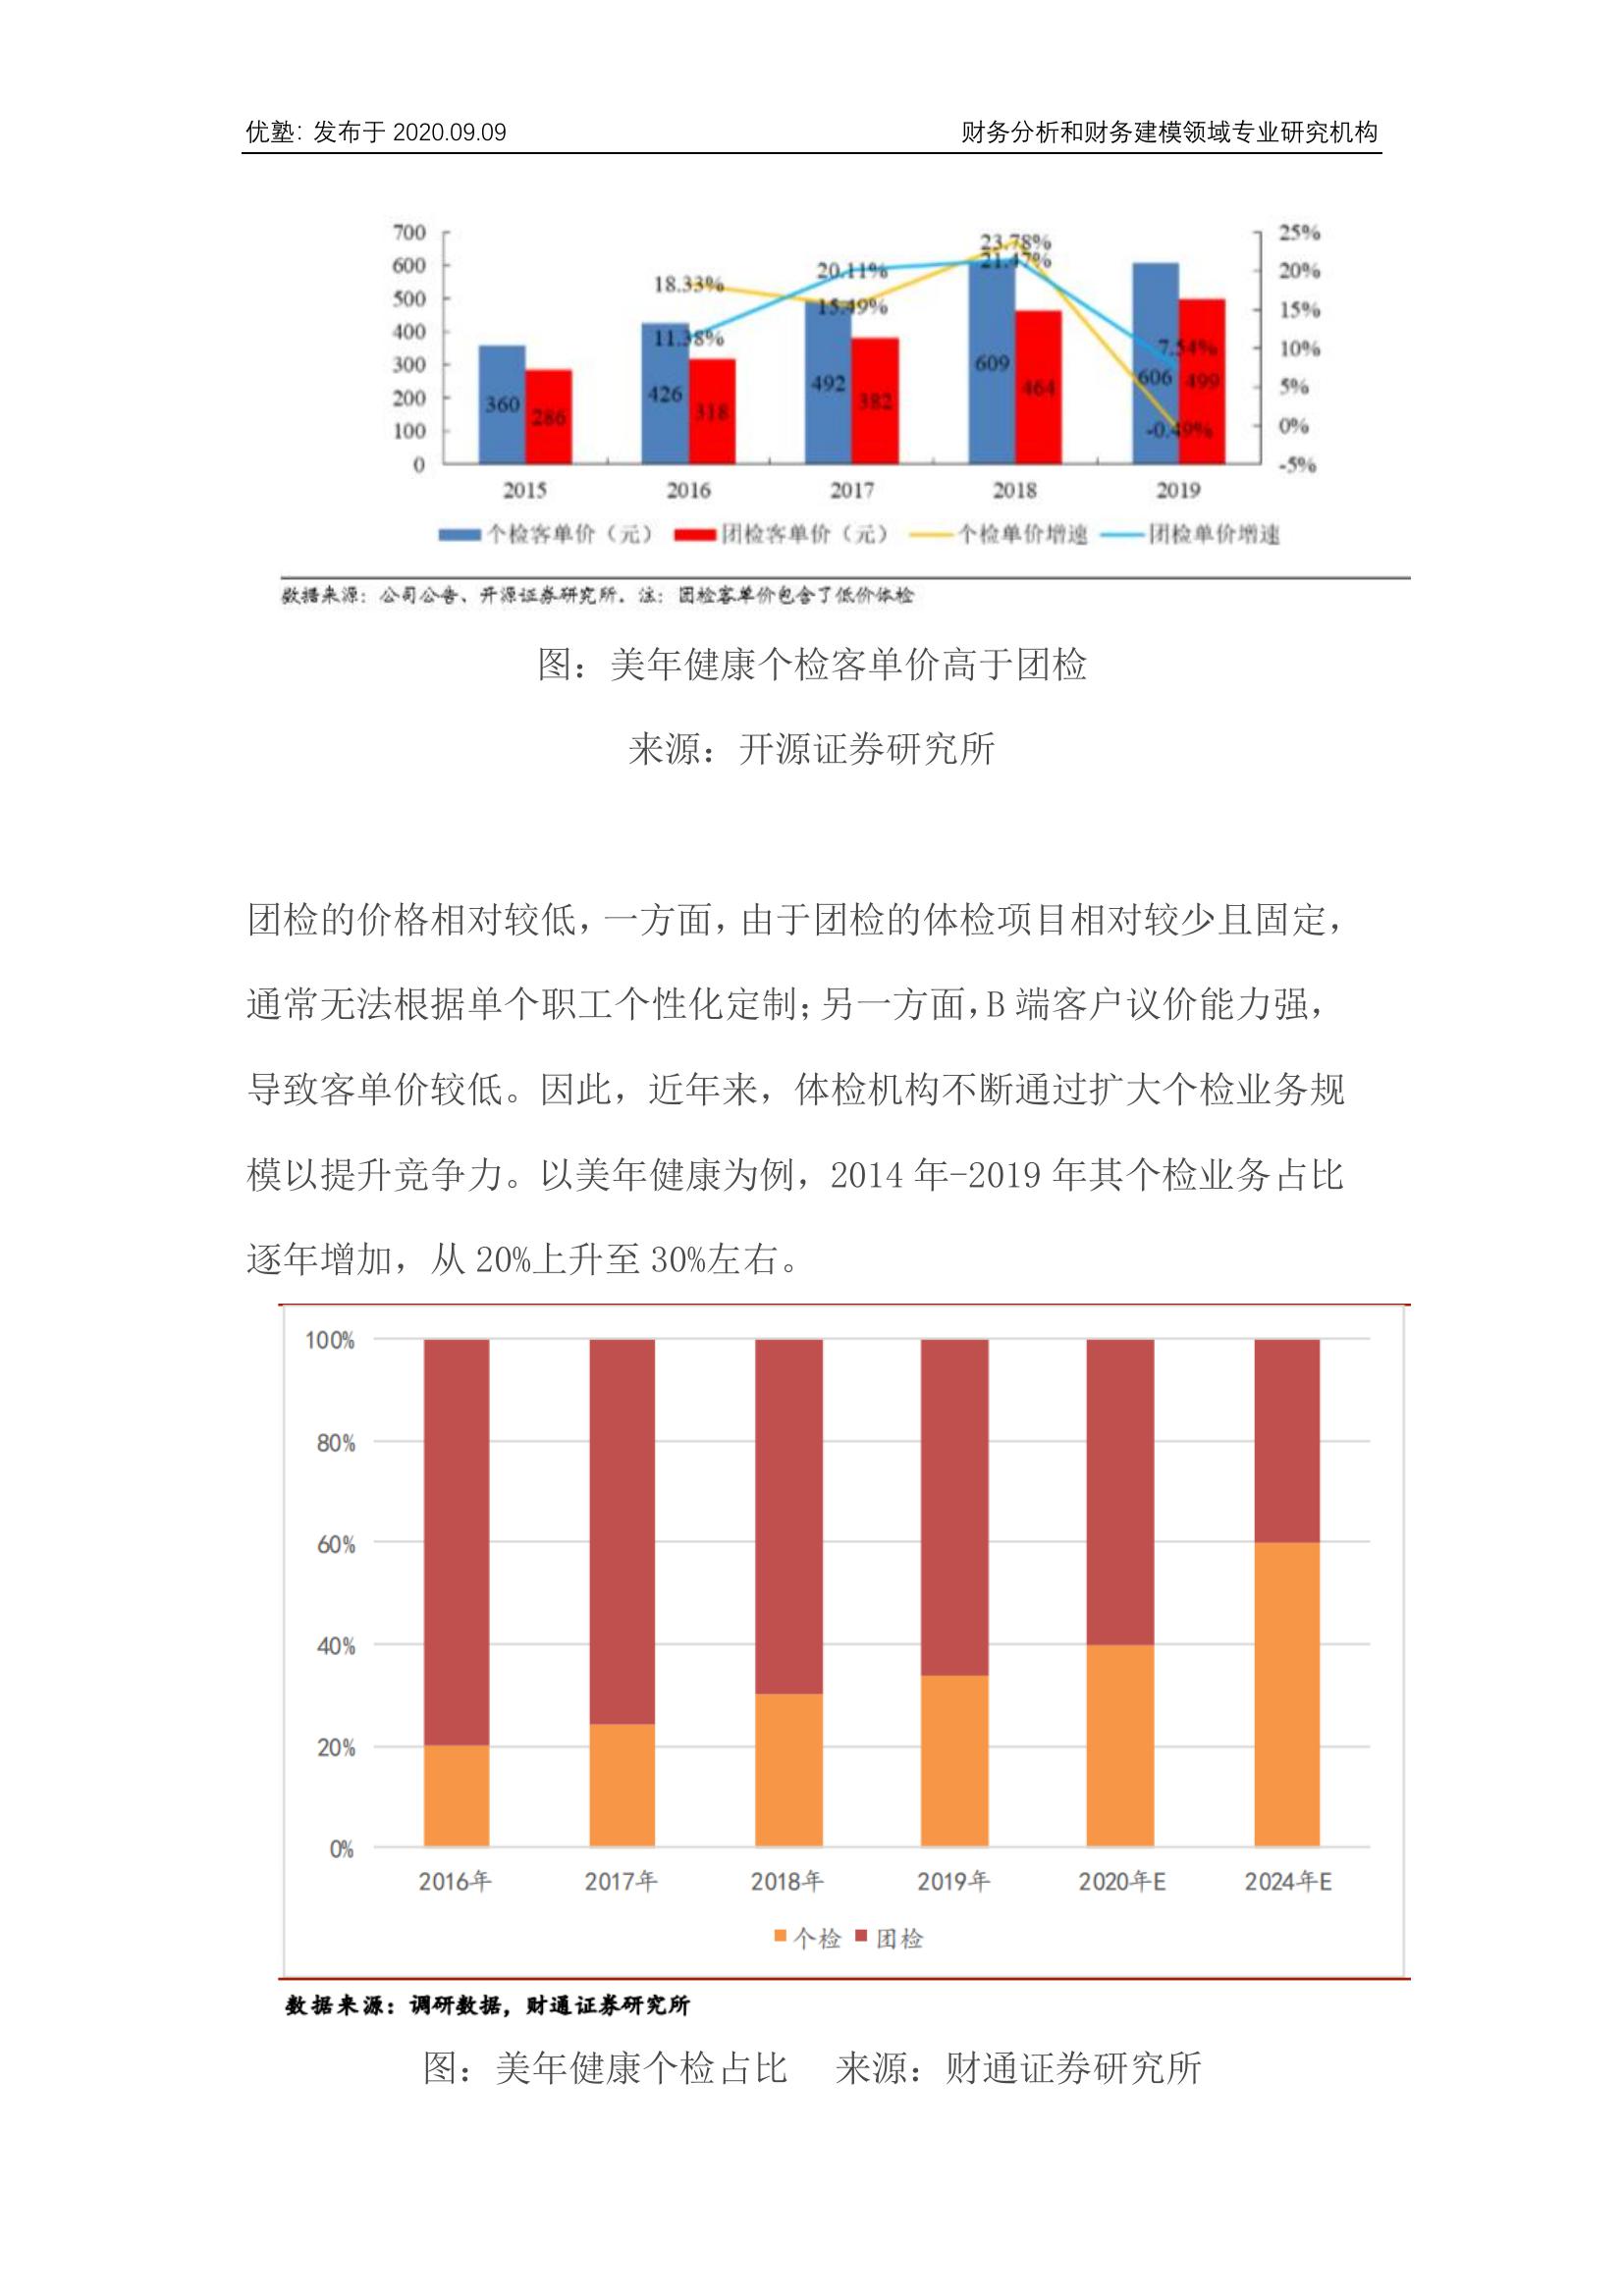 优塾：发布于 2020.09.09 财务分析和财务建模领域专业研究机构
700 25%
600 20%
500 15%
400 10%
300 5%
200 0%
100 -5%
0
18.33% 20.11% 23.78%
11.38% 15.49% 21.47% 7.54%
-0.49%
360 286 426 318 492 382 609 464 606 499
2015 2016 2017 2018 2019
个检客单价（元） 团检客单价（元） 个检单价增速 团检单价增速
数据来源：公司公告、开源证券研究所。注：团检客单价包含了低价体检
图：美年健康个检客单价高于团检
来源：开源证券研究所
团检的价格相对较低，一方面，由于团检的体检项目相对较少且固定，
通常无法根据单个职工个性化定制；另一方面，B 端客户议价能力强，
导致客单价较低。因此，近年来，体检机构不断通过扩大个检业务规
模以提升竞争力。以美年健康为例，2014 年-2019 年其个检业务占比
逐年增加，从 20%上升至 30%左右。
100%
80%
60%
40%
20%
0%
2016年 2017年 2018年 2019年 2020年E 2024年E
个检 团检
数据来源：调研数据，财通证券研究所
图：美年健康个检占比 来源：财通证券研究所